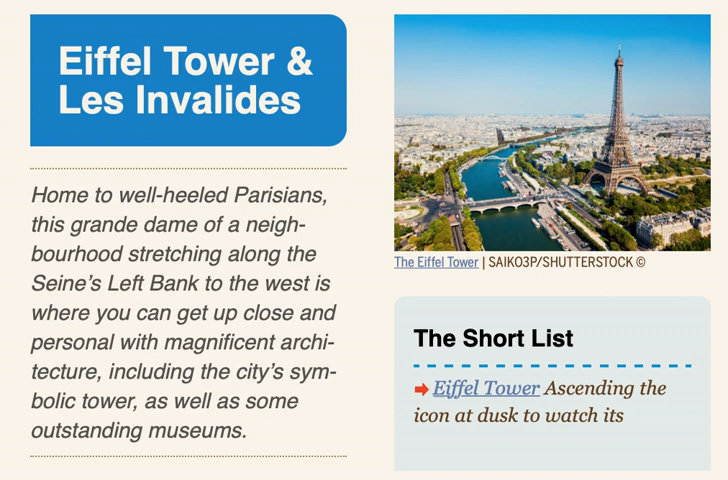 Eiffel Tower &
Les Invalides
Home to well-heeled Parisians,
this grande dame of a neigh-
bourhood stretching along the
Seine's Left Bank to the west is
where you can get up close and
personal with magnificent archi-
tecture, including the city's sym-
bolic tower, as well as some
outstanding museums.
The Eiffel Tower | SAIKO3P/SHUTTERSTOCK ©
The Short List
➡ Eiffel Tower Ascending the
icon at dusk to watch its